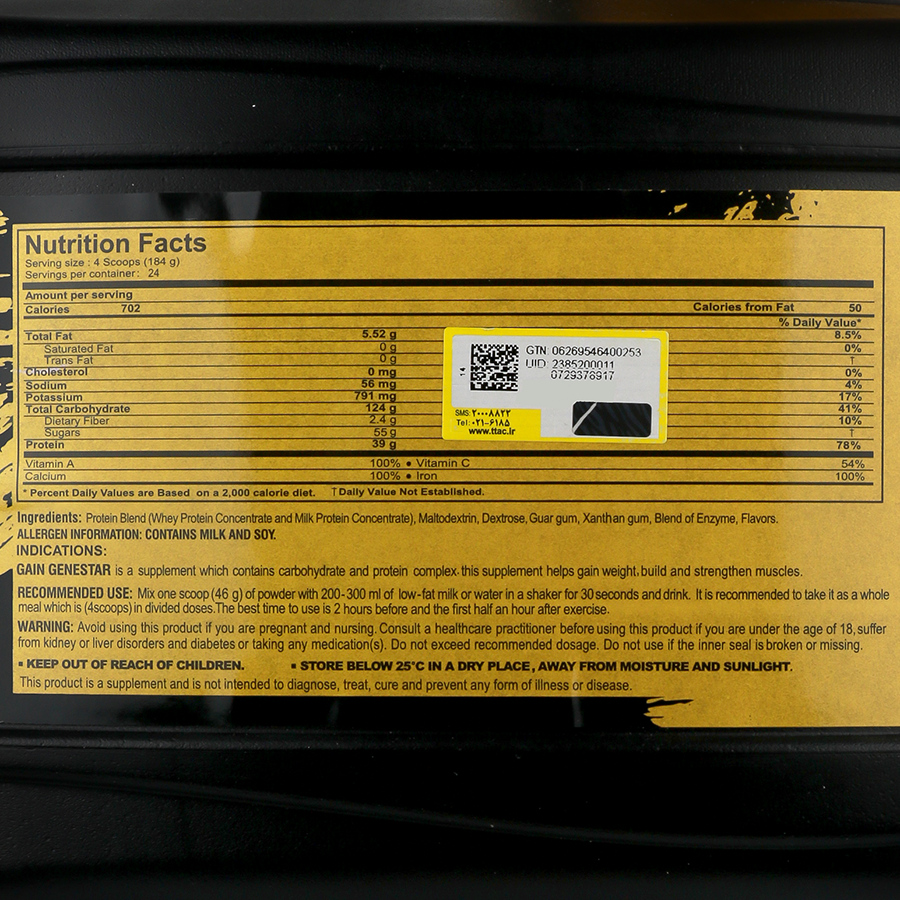 Nutrition Facts
Serving size : 4 Scoops (184 g)
Servings per container: 24
Amount per serving
Calories 702 Calories from Fat 50
% Daily Value*
Total Fat 5.52 g 8.5%
Saturated Fat 0 g 0%
Trans Fat 0 g †
Cholesterol 0 mg 0%
Sodium 56 mg 4%
Potassium 791 mg 17%
Total Carbohydrate 124 g 41%
Dietary Fiber 2.4 g 10%
Sugars 55 g †
Protein 39 g 78%
Vitamin A 100% • Vitamin C 54%
Calcium 100% • Iron 100%
* Percent Daily Values are Based on a 2,000 calorie diet. † Daily Value Not Established.
14
GTN: 06269546400253
UID: 2385200011
0729376917
SMS: ۲۰۰۰۸۸۲۲
Tel: ۰۲۱-۶۱۸۵
www.ttac.ir
Ingredients: Protein Blend (Whey Protein Concentrate and Milk Protein Concentrate), Maltodextrin, Dextrose, Guar gum, Xanthan gum, Blend of Enzyme, Flavors.
ALLERGEN INFORMATION: CONTAINS MILK AND SOY.
INDICATIONS:
GAIN GENESTAR is a supplement which contains carbohydrate and protein complex. this supplement helps gain weight, build and strengthen muscles.
RECOMMENDED USE: Mix one scoop (46 g) of powder with 200-300 ml of low-fat milk or water in a shaker for 30 seconds and drink. It is recommended to take it as a whole
meal which is (4scoops) in divided doses.The best time to use is 2 hours before and the first half an hour after exercise.
WARNING: Avoid using this product if you are pregnant and nursing. Consult a healthcare practitioner before using this product if you are under the age of 18, suffer
from kidney or liver disorders and diabetes or taking any medication(s). Do not exceed recommended dosage. Do not use if the inner seal is broken or missing.
▪ KEEP OUT OF REACH OF CHILDREN. ▪ STORE BELOW 25°C IN A DRY PLACE, AWAY FROM MOISTURE AND SUNLIGHT.
This product is a supplement and is not intended to diagnose, treat, cure and prevent any form of illness or disease.